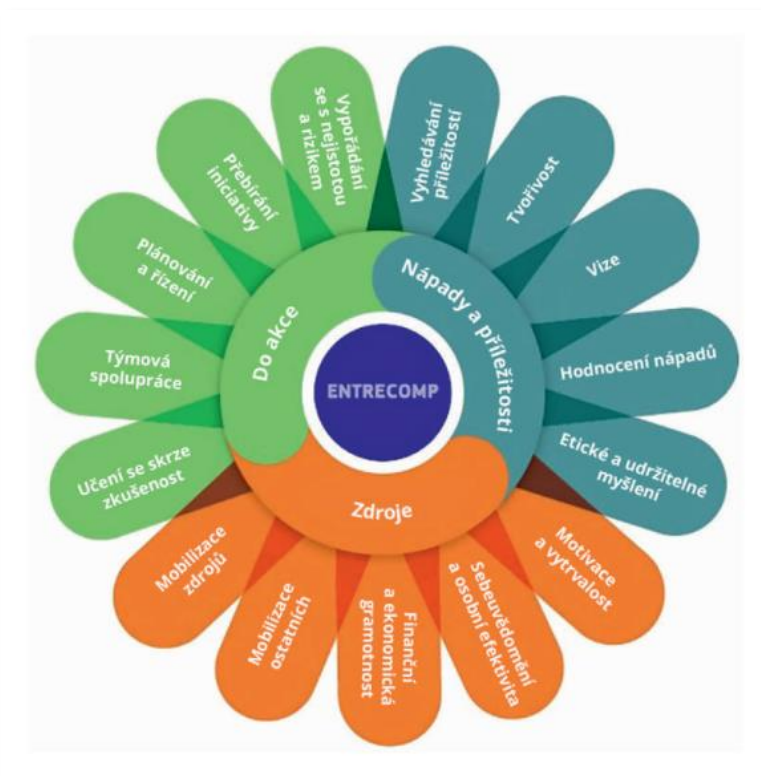 ENTRECOMP
Nápady a příležitosti
Vyhledávání
příležitostí
Tvořivost
Vize
Hodnocení nápadů
Etické a udržitelné
myšlení
Zdroje
Motivace
a vytrvalost
Sebeuvědomění
a osobní efektivita
Finanční
a ekonomická
gramotnost
Mobilizace
ostatních
Mobilizace
zdrojů
Do akce
Učení se skrze
zkušenost
Týmová
spolupráce
Plánování
a řízení
Přebírání
iniciativy
Vypořádání
se s nejistotou
a rizikem